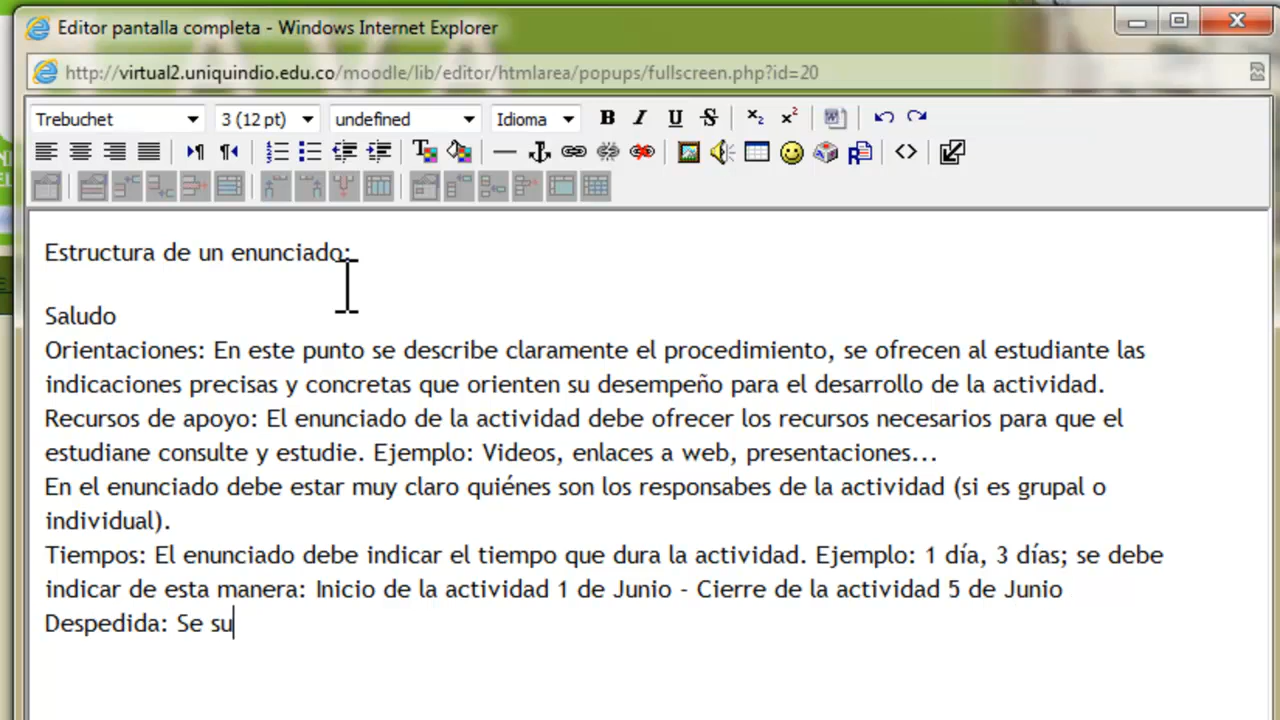 Editor pantalla completa - Windows Internet Explorer
http://virtual2.uniquindio.edu.co/moodle/lib/editor/htmlarea/popups/fullscreen.php?id=20
Trebuchet 3 (12 pt) undefined Idioma B I U S x₂ x²
Estructura de un enunciado:
Saludo
Orientaciones: En este punto se describe claramente el procedimiento, se ofrecen al estudiante las
indicaciones precisas y concretas que orienten su desempeño para el desarrollo de la actividad.
Recursos de apoyo: El enunciado de la actividad debe ofrecer los recursos necesarios para que el
estudiane consulte y estudie. Ejemplo: Videos, enlaces a web, presentaciones...
En el enunciado debe estar muy claro quiénes son los responsabes de la actividad (si es grupal o
individual).
Tiempos: El enunciado debe indicar el tiempo que dura la actividad. Ejemplo: 1 día, 3 días; se debe
indicar de esta manera: Inicio de la actividad 1 de Junio - Cierre de la actividad 5 de Junio
Despedida: Se su